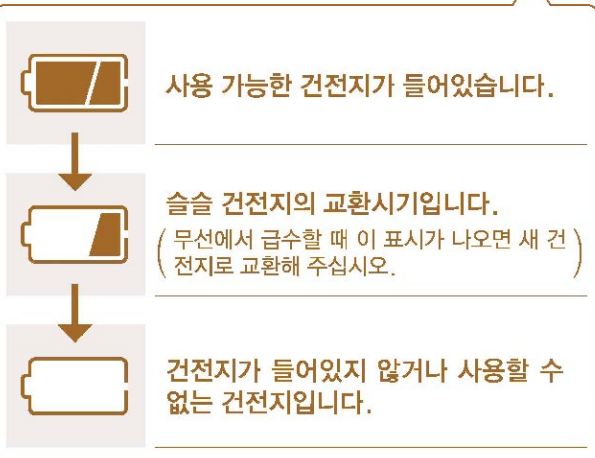 사용 가능한 건전지가 들어있습니다.
슬슬 건전지의 교환시기입니다.
( 무선에서 급수할 때 이 표시가 나오면 새 건
전지로 교환해 주십시오. )
건전지가 들어있지 않거나 사용할 수
없는 건전지입니다.